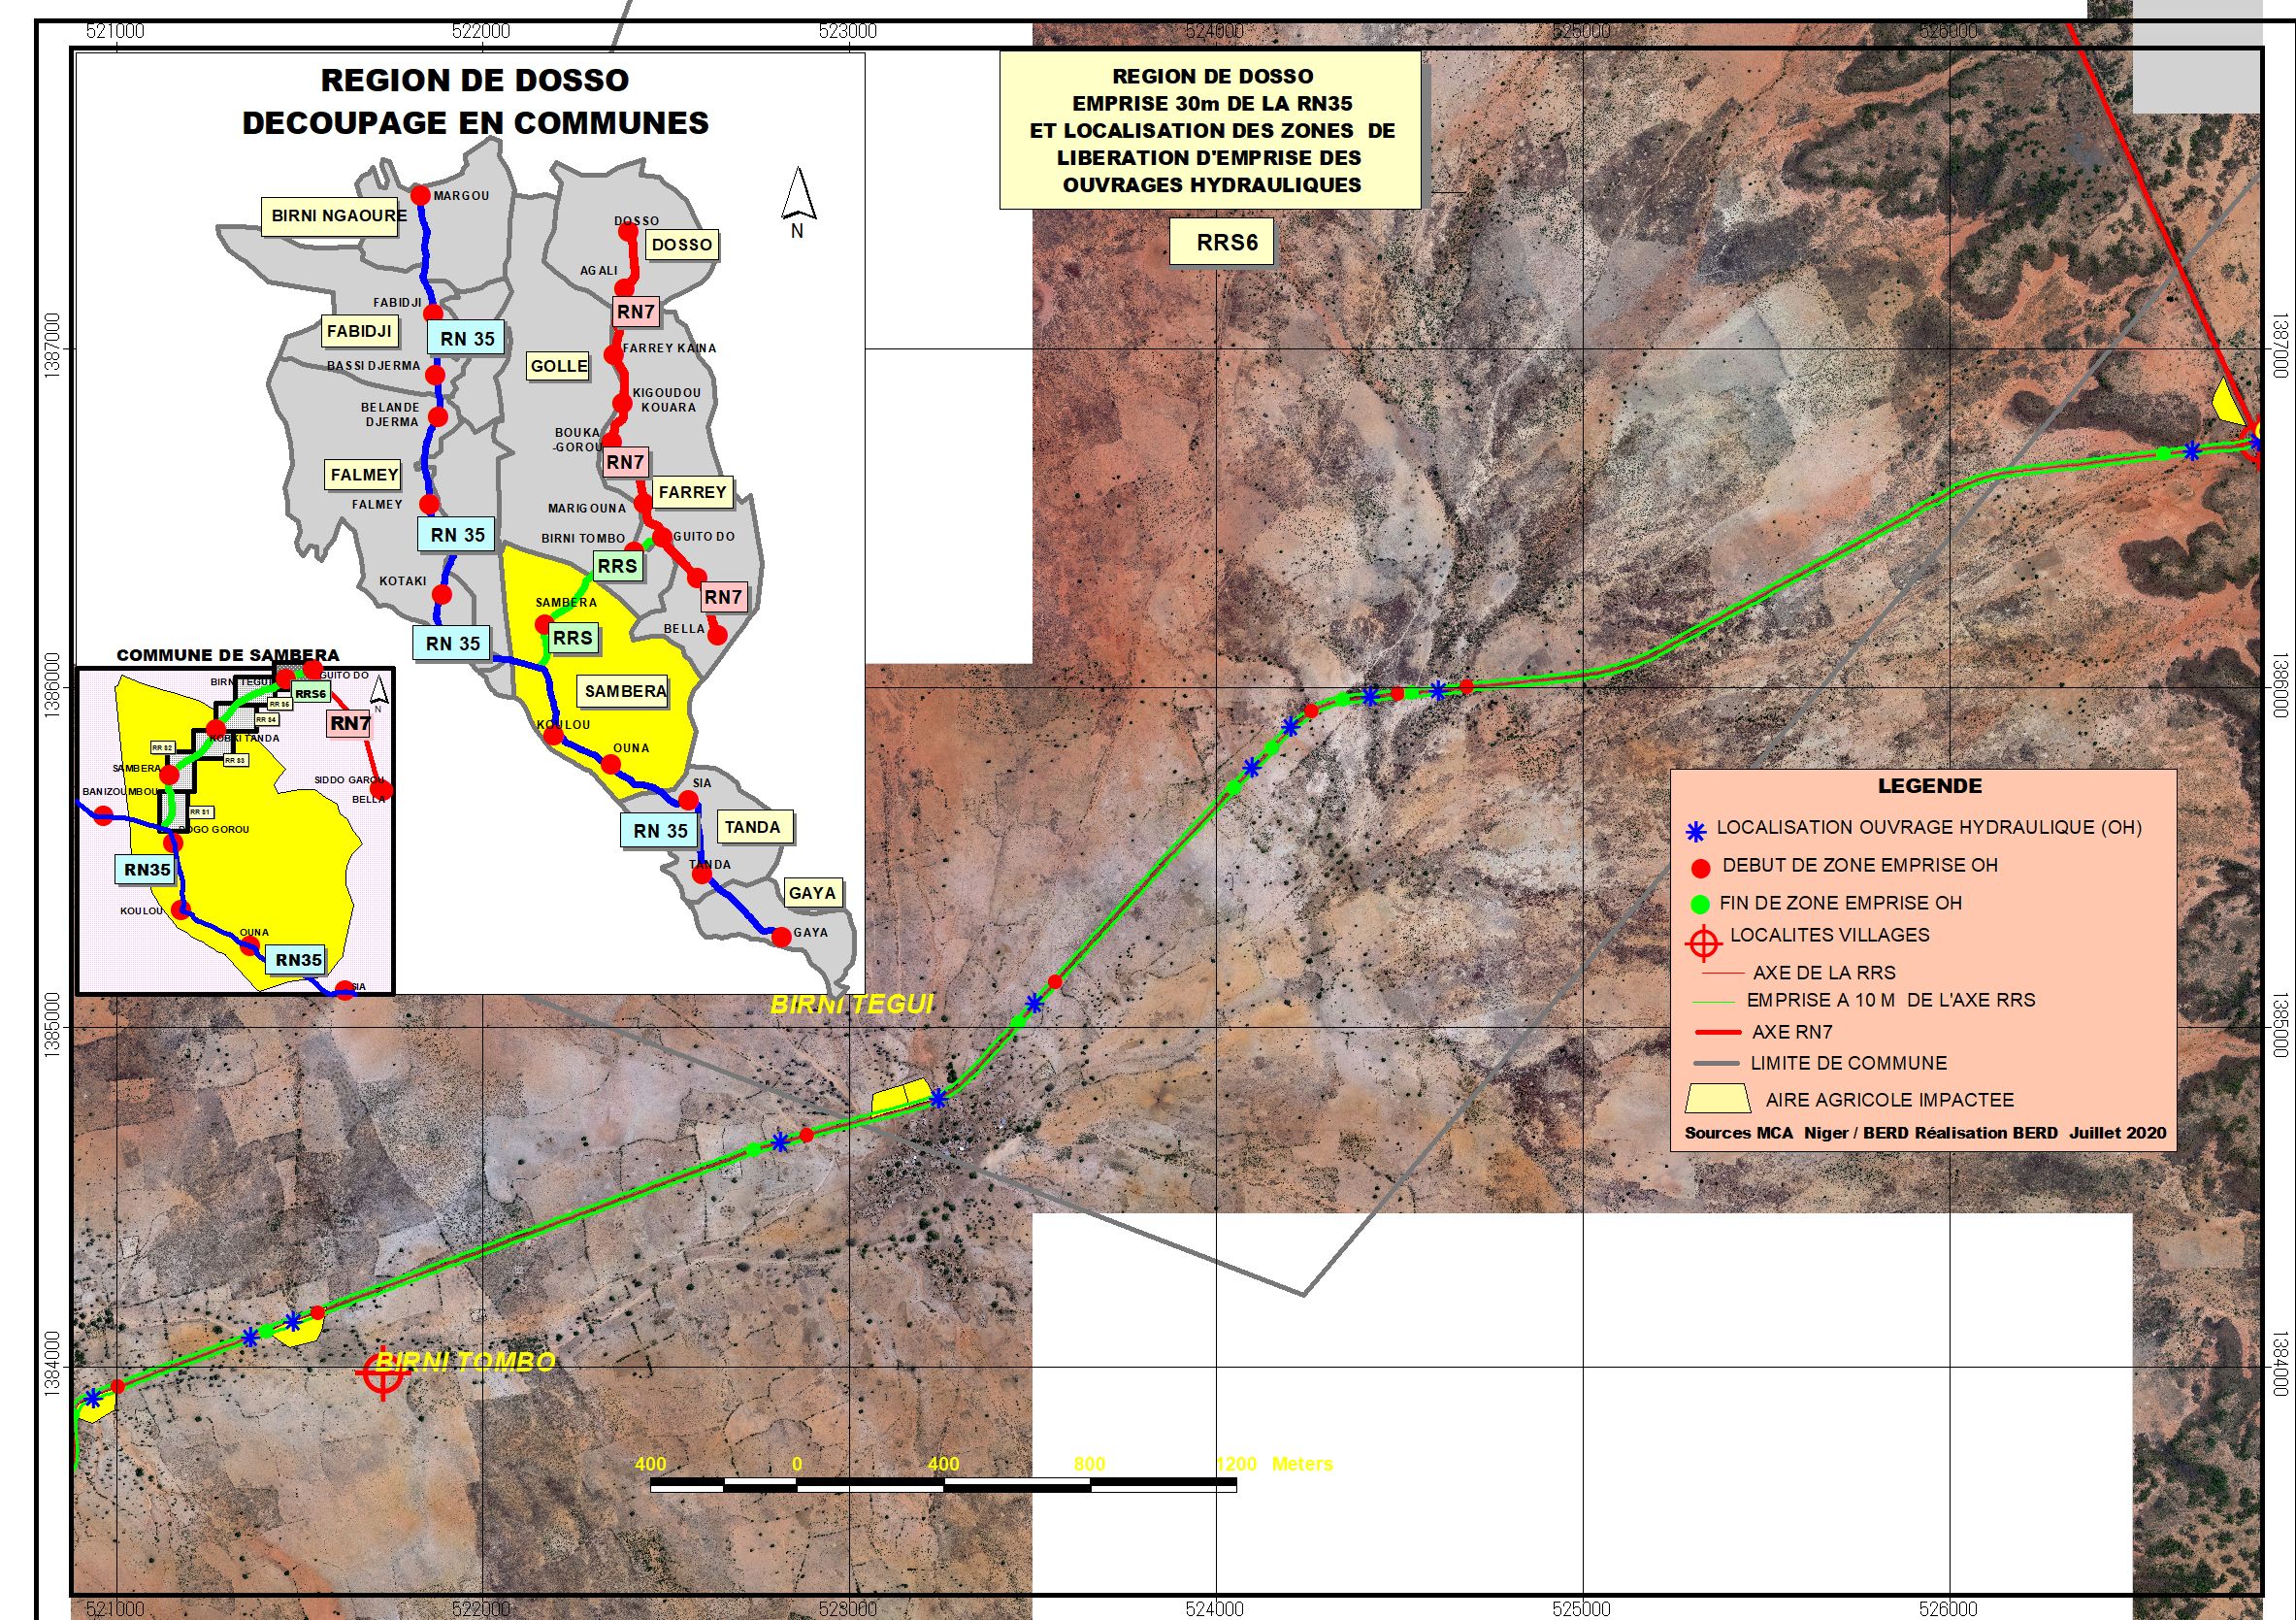 521000
522000
523000
524000
525000
526000
REGION DE DOSSO
DECOUPAGE EN COMMUNES
MARGOU
BIRNI NGAOURE
DOSSO
DOSSO
AGALI
N
FABIDJI
RN7
FABIDJI
RN 35
FARREY KAINA
BASSI DJERMA
GOLLE
KIGOUDOU
KOUARA
BELANDE
DJERMA
BOUKA
-GOROU
RN7
FALMEY
FARREY
FALMEY
MARIGOUNA
RN 35
BIRNI TOMBO
GUITO DO
RRS
KOTAKI
RN7
SAMBERA
BELLA
RRS
RN 35
SAMBERA
KOULOU
OUNA
SIA
RN 35
TANDA
TANDA
GAYA
GAYA
COMMUNE DE SAMBERA
BIRNI TEGUI
GUITO DO
RRS6
N
RR S5
RR S4
RN7
KOBKI TANDA
RR S2
RR S3
SAMBERA
SIDDO GAROU
BANIZOUMBOU
BELLA
RR S1
DOGO GOROU
RN35
KOULOU
OUNA
RN35
SIA
REGION DE DOSSO
EMPRISE 30m DE LA RN35
ET LOCALISATION DES ZONES DE
LIBERATION D'EMPRISE DES
OUVRAGES HYDRAULIQUES
RRS6
1387000
1387000
1386000
1386000
1385000
1385000
1384000
1384000
BIRNI TEGUI
BIRNI TOMBO
LEGENDE
LOCALISATION OUVRAGE HYDRAULIQUE (OH)
DEBUT DE ZONE EMPRISE OH
FIN DE ZONE EMPRISE OH
LOCALITES VILLAGES
AXE DE LA RRS
EMPRISE A 10 M DE L'AXE RRS
AXE RN7
LIMITE DE COMMUNE
AIRE AGRICOLE IMPACTEE
Sources MCA Niger / BERD Réalisation BERD Juillet 2020
400 0 400 800 1200 Meters
521000
522000
523000
524000
525000
526000